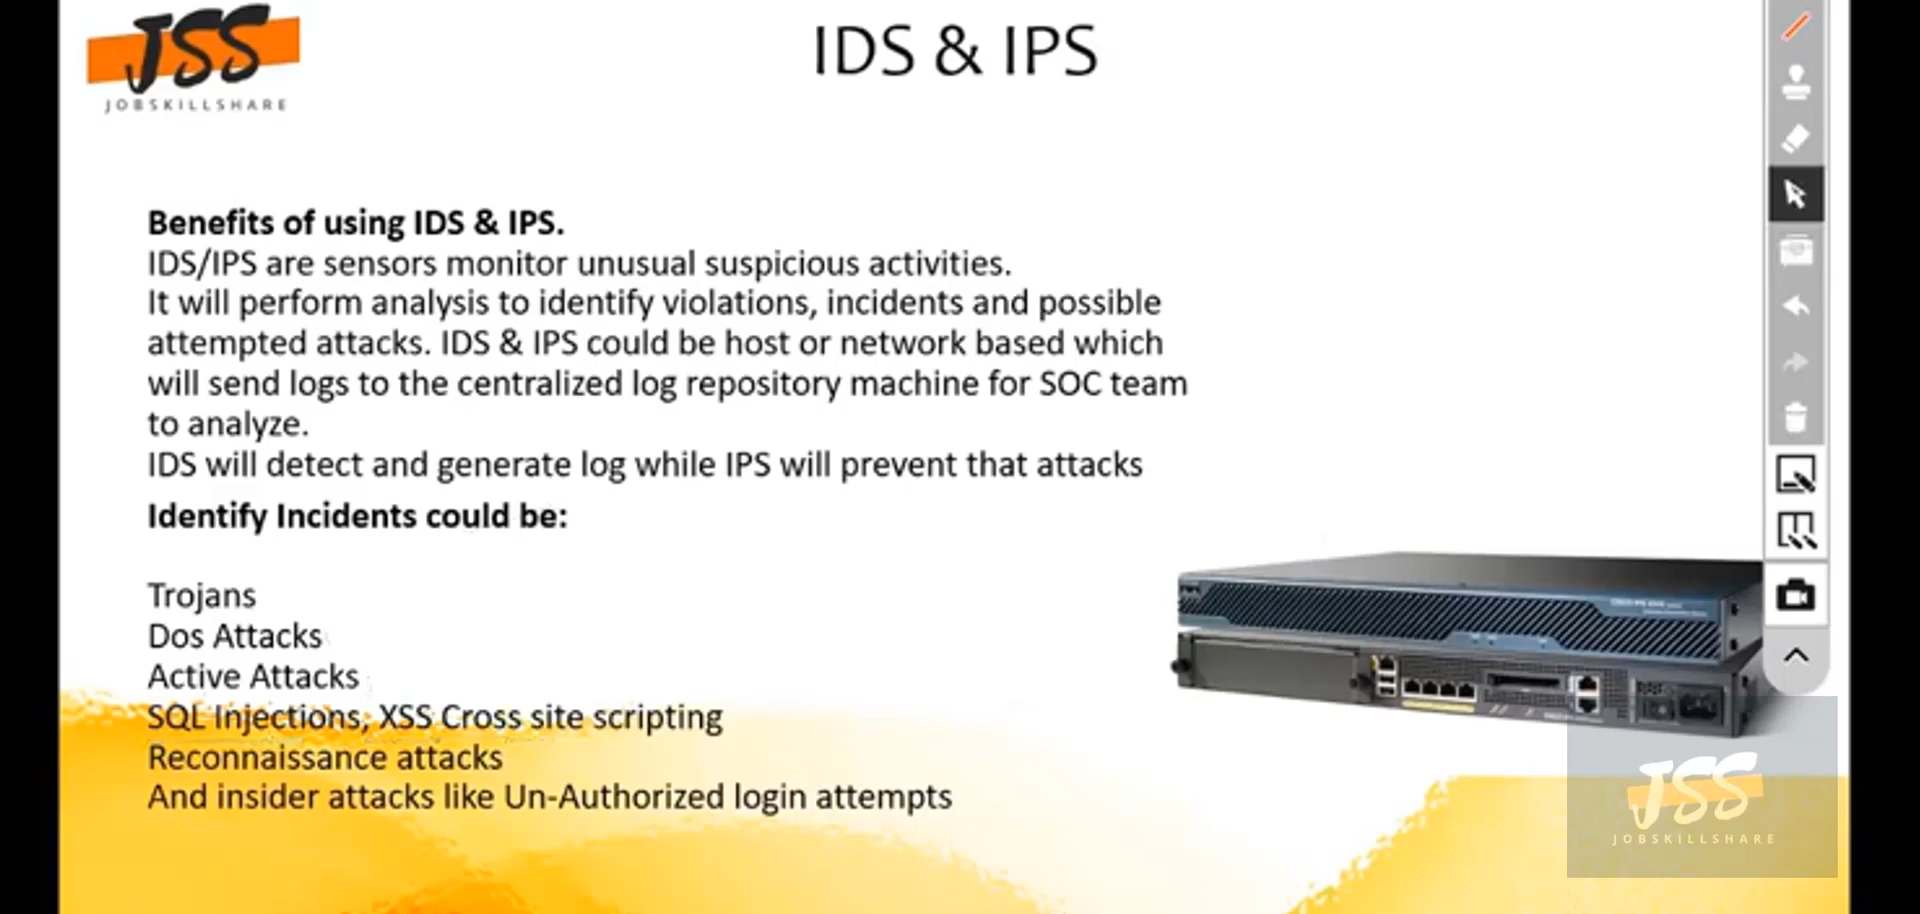 JSS
JOBSKILLSHARE
IDS & IPS
Benefits of using IDS & IPS.
IDS/IPS are sensors monitor unusual suspicious activities.
It will perform analysis to identify violations, incidents and possible
attempted attacks. IDS & IPS could be host or network based which
will send logs to the centralized log repository machine for SOC team
to analyze.
IDS will detect and generate log while IPS will prevent that attacks
Identify Incidents could be:
Trojans
Dos Attacks
Active Attacks
SQL Injections, XSS Cross site scripting
Reconnaissance attacks
And insider attacks like Un-Authorized login attempts
JSS
JOBSKILLSHARE